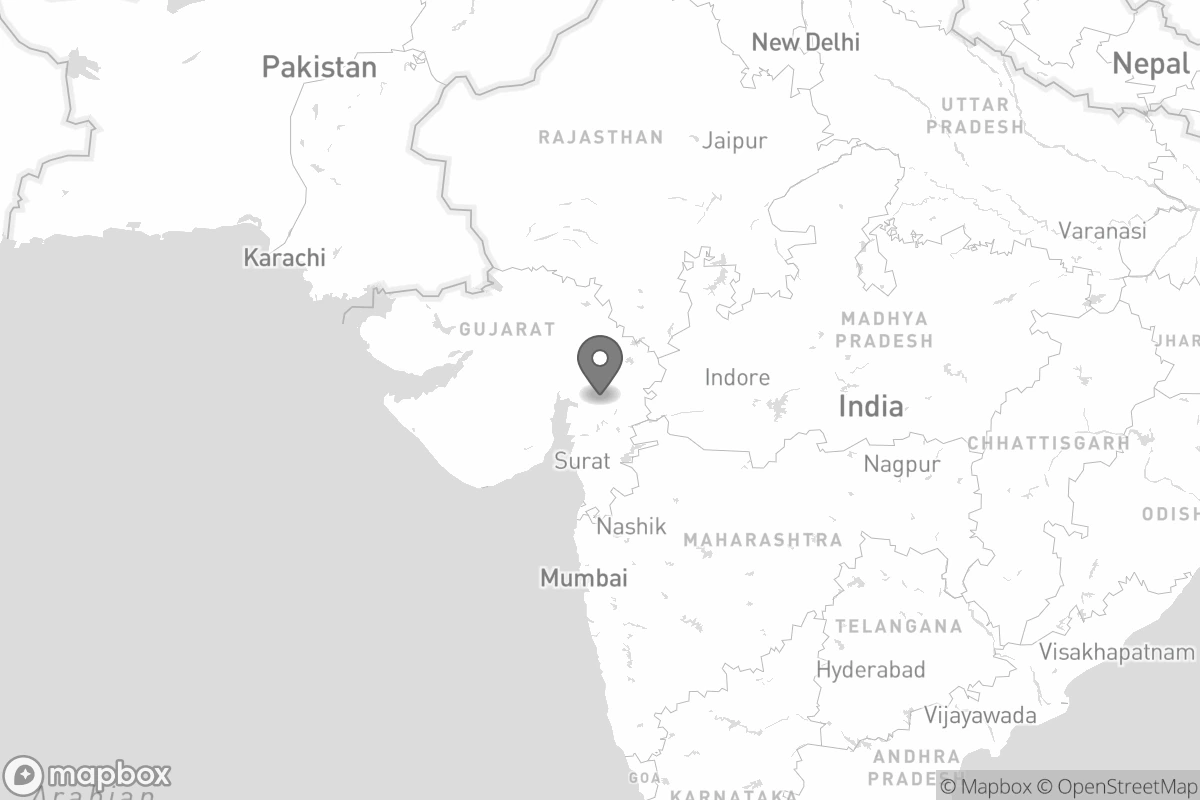 New Delhi
Pakistan
Nepal
UTTAR
PRADESH
RAJASTHAN
Jaipur
Varanasi
Karachi
GUJARAT
MADHYA
PRADESH
JHAR
Indore
India
CHHATTISGARH
Surat
Nagpur
ODISH
Nashik
MAHARASHTRA
Mumbai
TELANGANA
Visakhapatnam
Hyderabad
Vijayawada
ANDHRA
PRADESH
GOA
KARNATAKA
mapbox
Arabian
© Mapbox © OpenStreetMap